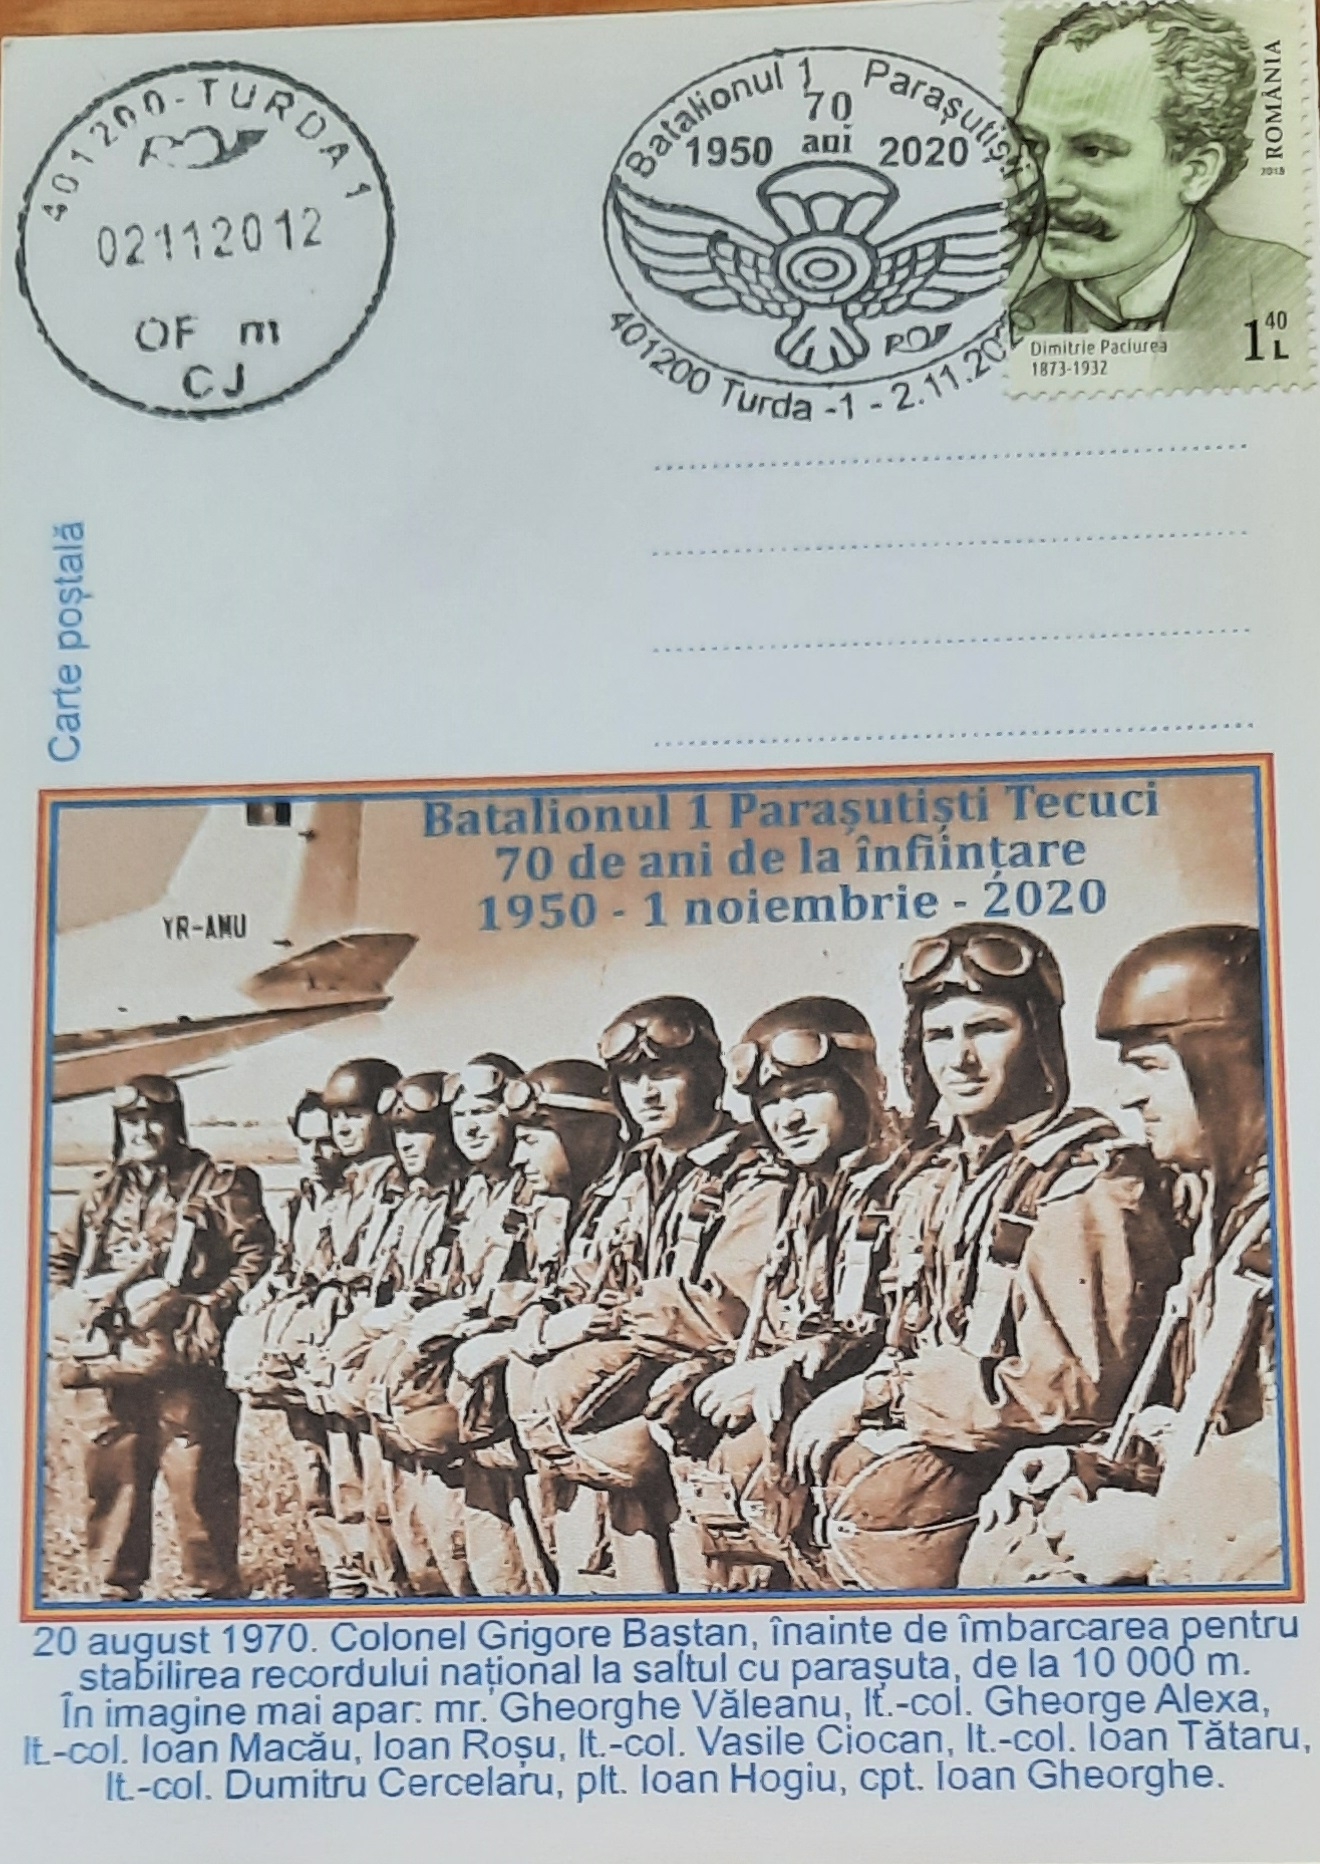 401200-TURDA 1
02112012
OF m
CJ
Batalionul 1 Parașutiști
70
1950 ani 2020
401200 Turda -1 - 2.11.2020
ROMÂNIA
2018
1 40 L
Dimitrie Paciurea
1873-1932
Carte poștală
Batalionul 1 Parașutiști Tecuci
70 de ani de la înființare
1950 - 1 noiembrie - 2020
YR-AMU
20 august 1970. Colonel Grigore Baștan, înainte de îmbarcarea pentru
stabilirea recordului național la saltul cu parașuta, de la 10 000 m.
În imagine mai apar: mr. Gheorghe Văleanu, lt.-col. Gheorge Alexa,
lt.-col. Ioan Macău, Ioan Roșu, lt.-col. Vasile Ciocan, lt.-col. Ioan Tătaru,
lt.-col. Dumitru Cercelaru, plt. Ioan Hogiu, cpt. Ioan Gheorghe.